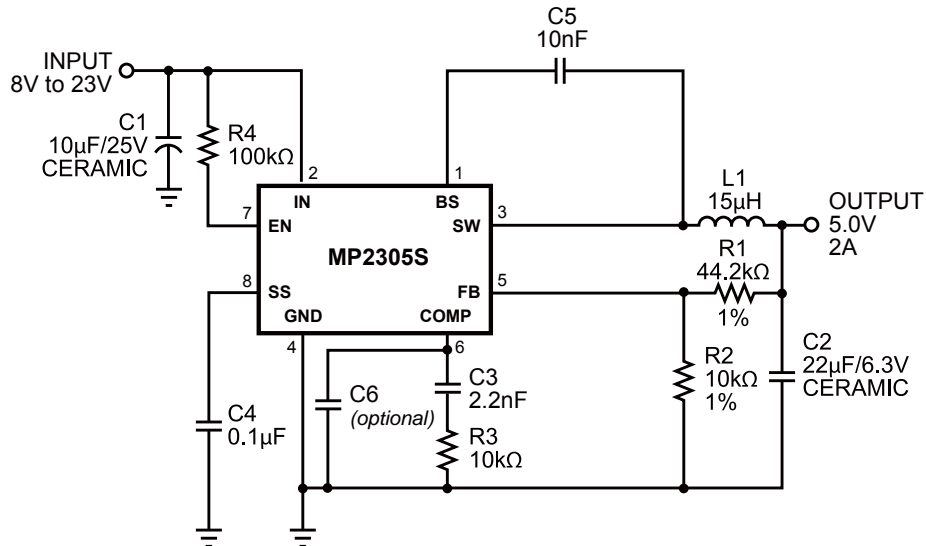 C5
10nF
INPUT
8V to 23V
C1
10µF/25V
CERAMIC
R4
100kΩ
2
1
IN
BS
L1
15µH
OUTPUT
5.0V
2A
7
EN
SW
3
MP2305S
R1
44.2kΩ
1%
8
SS
FB
5
GND
COMP
4
6
C6
(optional)
C3
2.2nF
R2
10kΩ
1%
C2
22µF/6.3V
CERAMIC
C4
0.1µF
R3
10kΩ